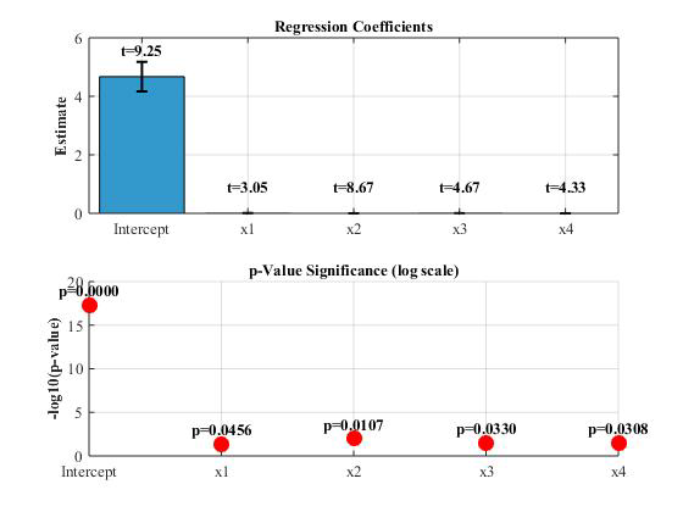 Regression Coefficients
Estimate
6
4
2
0
t=9.25
t=3.05
t=8.67
t=4.67
t=4.33
Intercept x1 x2 x3 x4
p-Value Significance (log scale)
-log10(p-value)
20
15
10
5
0
p=0.0000
p=0.0456
p=0.0107
p=0.0330
p=0.0308
Intercept x1 x2 x3 x4